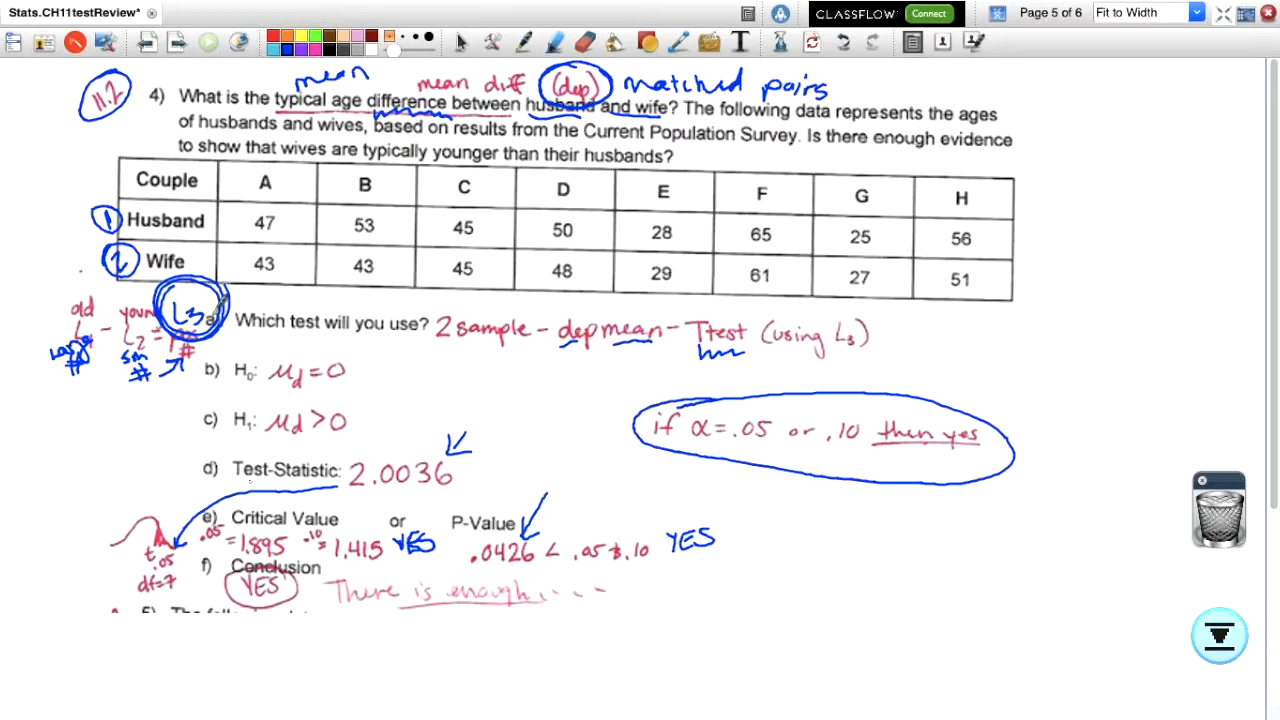 Stats.CH11testReview*
CLASSFLOW Connect
Page 5 of 6 Fit to Width
mean mean diff (dep) matched pairs
11.2 4) What is the typical age difference between husband and wife? The following data represents the ages
of husbands and wives, based on results from the Current Population Survey. Is there enough evidence
to show that wives are typically younger than their husbands?
Couple A B C D E F G H
1 Husband 47 53 45 50 28 65 25 56
2 Wife 43 43 45 48 29 61 27 51
old
L1 - L2 =
#
sm
#
#
L3
a) Which test will you use? 2 sample - dep mean - T test (using L3)
b) H0: μd = 0
c) H1: μd > 0
if α = .05 or .10 then yes
d) Test-Statistic: 2.0036
e) Critical Value or P-Value
.05 = 1.895 .10 = 1.415 YES .0426 < .05 & .10 YES
t .05
df=7
f) Conclusion
YES There is enough....